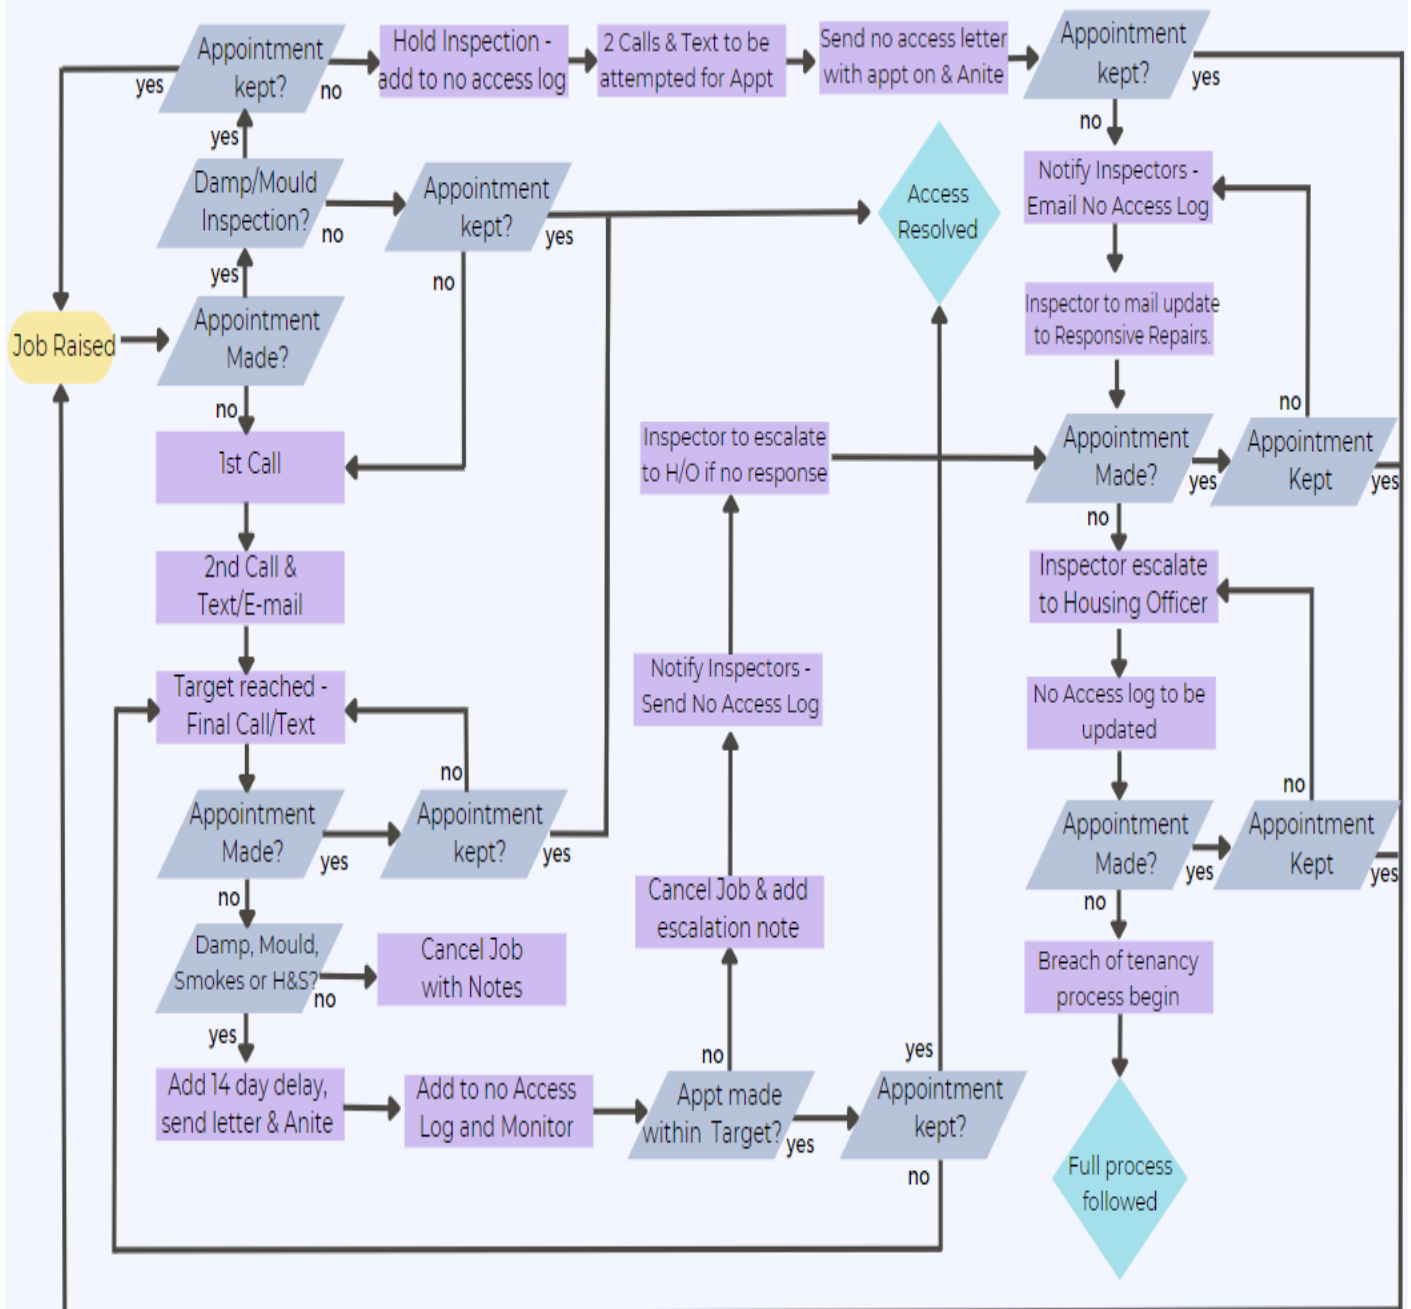 Appointment
kept?
yes
no
yes
Hold Inspection -
add to no access log
2 Calls & Text to be
attempted for Appt
Send no access letter
with appt on & Anite
Appointment
kept?
yes
no
Damp/Mould
Inspection?
no
yes
Appointment
kept?
yes
no
Access
Resolved
Notify Inspectors -
Email No Access Log
Job Raised
Appointment
Made?
no
Inspector to mail update
to Responsive Repairs.
1st Call
Inspector to escalate
to H/O if no response
Appointment
Made?
yes
no
no
Appointment
Kept
yes
2nd Call &
Text/E-mail
Inspector escalate
to Housing Officer
Target reached -
Final Call/Text
Notify Inspectors -
Send No Access Log
No Access log to be
updated
Appointment
Made?
yes
no
no
Appointment
kept?
yes
Appointment
Made?
yes
no
no
Appointment
Kept
yes
Cancel Job & add
escalation note
Damp, Mould,
Smokes or H&S?
no
yes
Cancel Job
with Notes
Breach of tenancy
process begin
Add 14 day delay,
send letter & Anite
Add to no Access
Log and Monitor
no
Appt made
within Target?
yes
yes
Appointment
kept?
no
Full process
followed